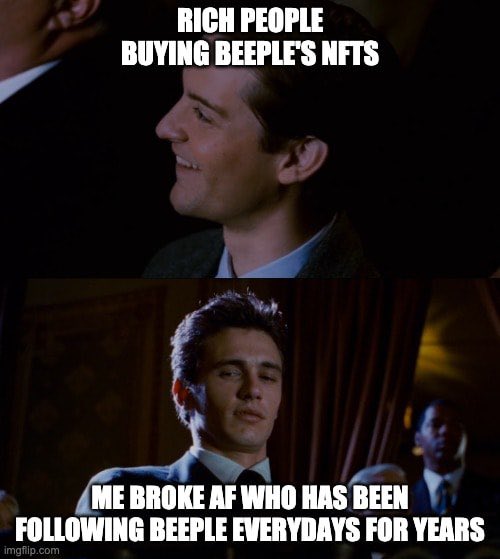 RICH PEOPLE
BUYING BEEPLE'S NFTS
ME BROKE AF WHO HAS BEEN
FOLLOWING BEEPLE EVERYDAYS FOR YEARS
imgflip.com